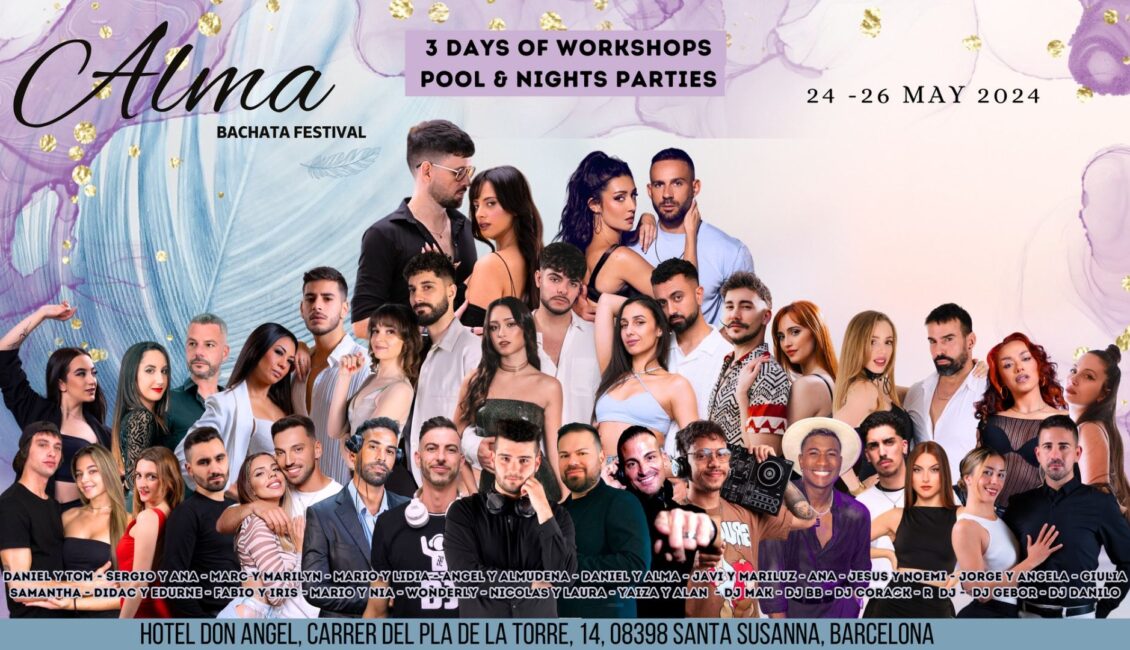 Alma
BACHATA FESTIVAL
3 DAYS OF WORKSHOPS
POOL & NIGHTS PARTIES
24 -26 MAY 2024
DANIEL Y TOM - SERGIO Y ANA - MARC Y MARILYN - MARIO Y LIDIA - ANGEL Y ALMUDENA - DANIEL Y ALMA - JAVI Y MARILUZ - ANA - JESUS Y NOEMI - JORGE Y ANGELA - GIULIA
SAMANTHA - DIDAC Y EDURNE - FABIO Y IRIS - MARIO Y NIA - WONDERLY - NICOLAS Y LAURA - YAIZA Y ALAN - DJ MAK - DJ BB - DJ CORACK - R DJ - DJ GEBOR - DJ DANILO
HOTEL DON ANGEL, CARRER DEL PLA DE LA TORRE, 14, 08398 SANTA SUSANNA, BARCELONA